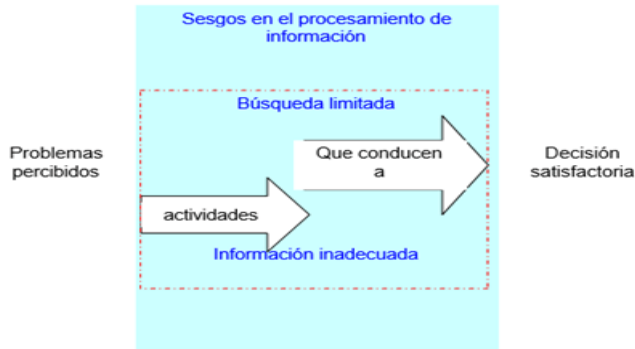 Sesgos en el procesamiento de
información
Búsqueda limitada
Problemas
percibidos
Que conducen
a
Decisión
satisfactoria
actividades
Información inadecuada